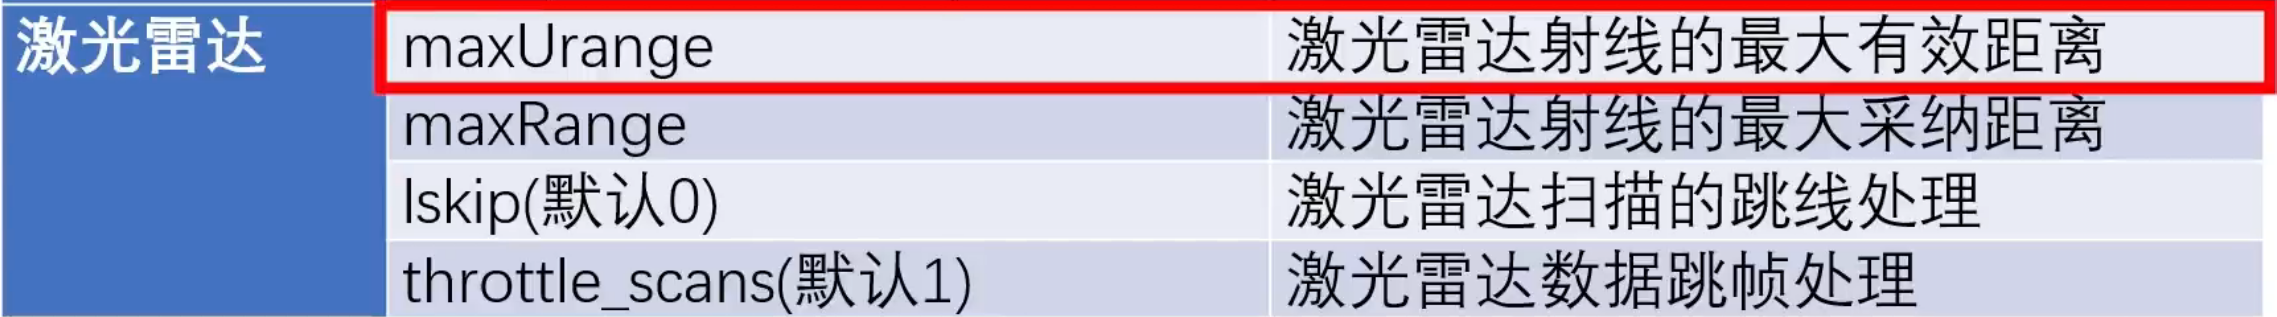 激光雷达
maxUrange 激光雷达射线的最大有效距离
maxRange 激光雷达射线的最大采纳距离
lskip(默认0) 激光雷达扫描的跳线处理
throttle_scans(默认1) 激光雷达数据跳帧处理